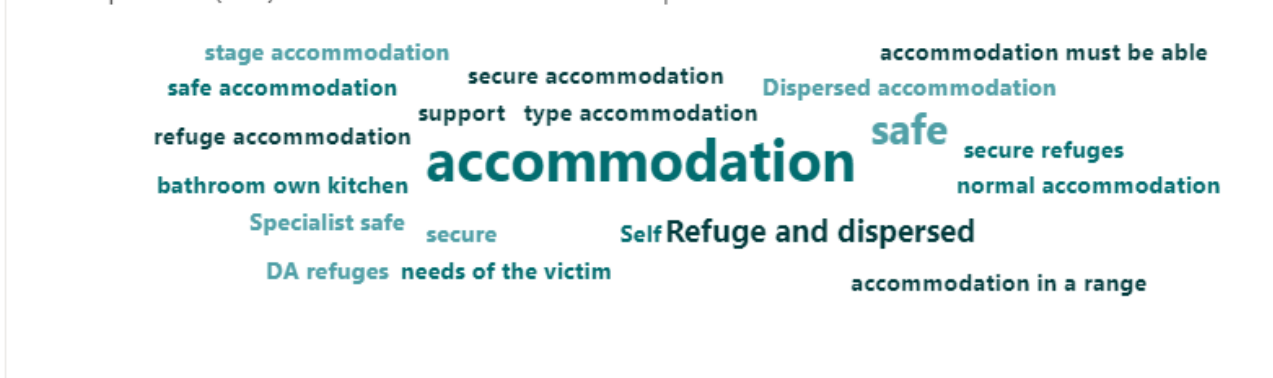 stage accommodation
accommodation must be able
secure accommodation
safe accommodation
Dispersed accommodation
support
type accommodation
safe
refuge accommodation
secure refuges
accommodation
bathroom own kitchen
normal accommodation
Specialist safe
secure
Self
Refuge and dispersed
DA refuges
needs of the victim
accommodation in a range